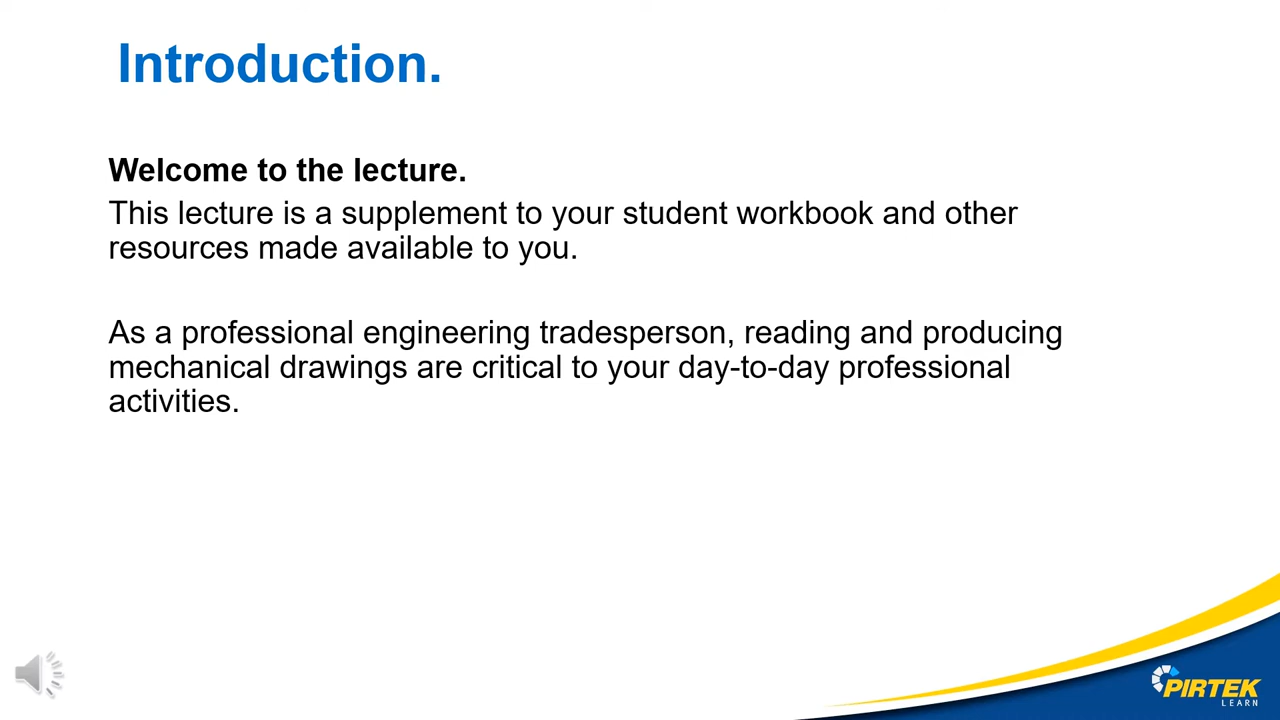 Introduction.
Welcome to the lecture.
This lecture is a supplement to your student workbook and other
resources made available to you.
As a professional engineering tradesperson, reading and producing
mechanical drawings are critical to your day-to-day professional
activities.
PIRTEK
LEARN